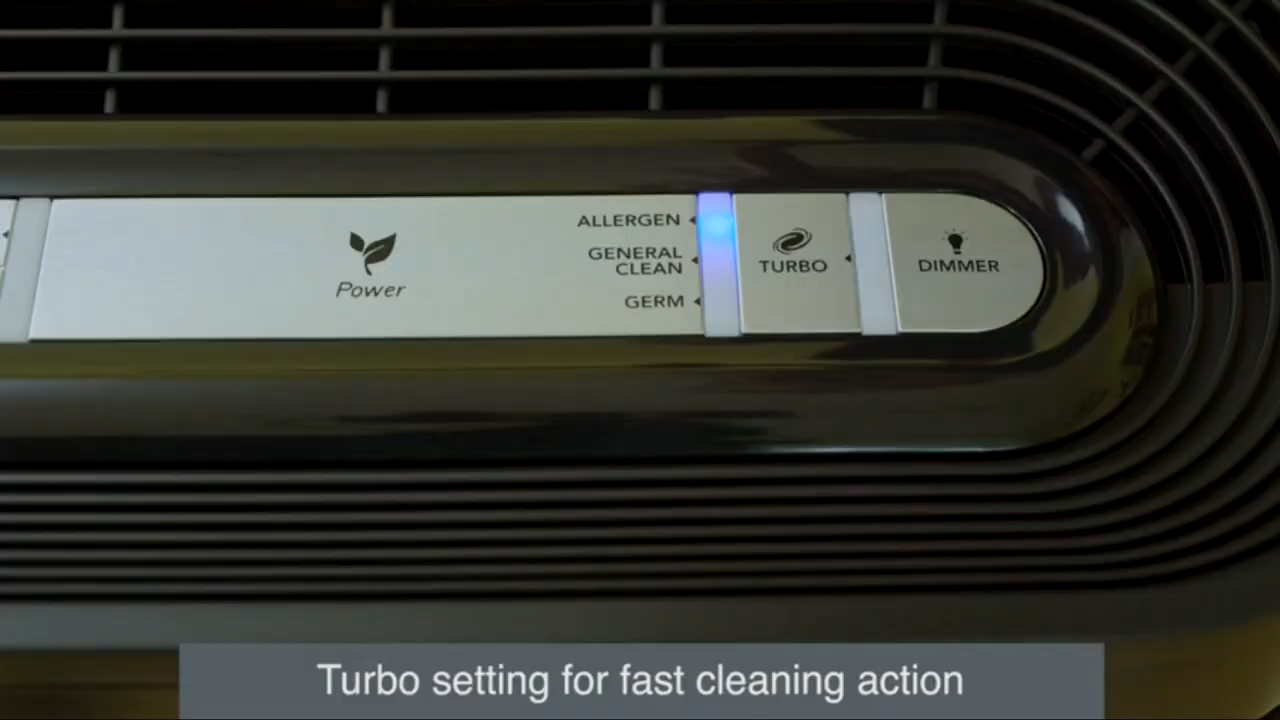 ALLERGEN
GENERAL
CLEAN
GERM
Power
TURBO
DIMMER
Turbo setting for fast cleaning action